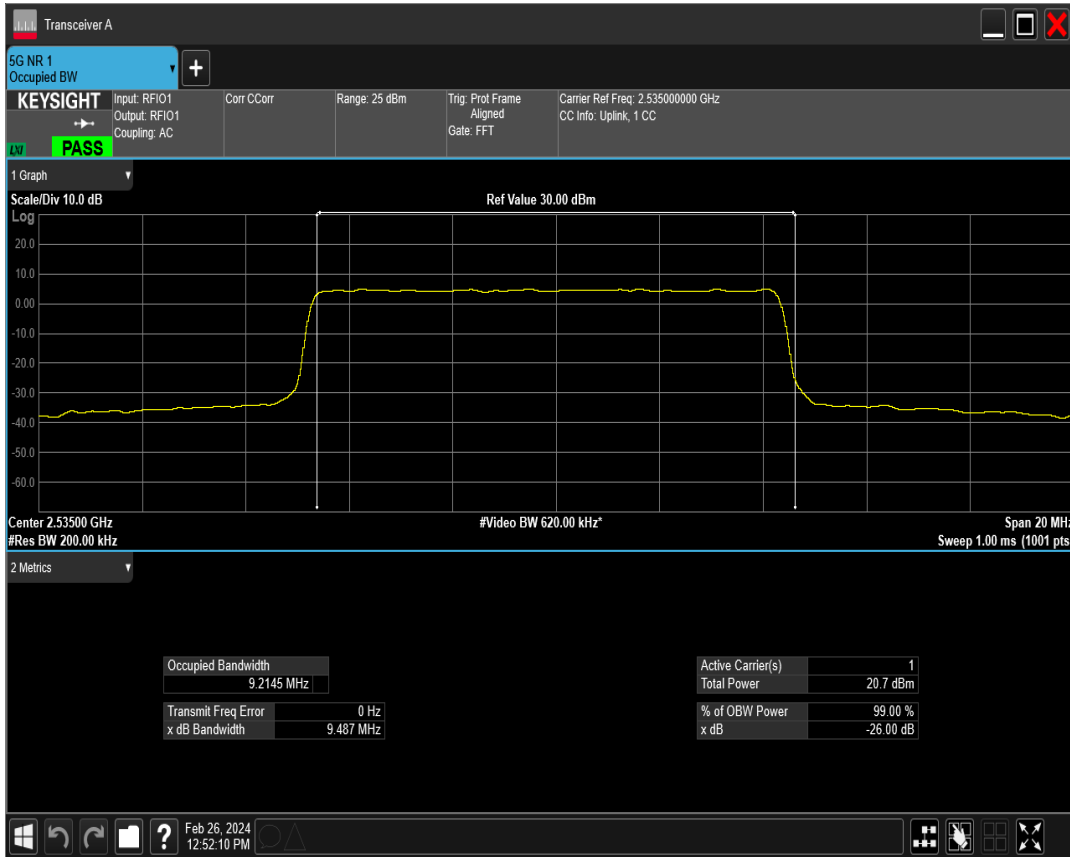 Transceiver A
5G NR 1
Occupied BW
KEYSIGHT
Input: RFIO1
Output: RFIO1
Coupling: AC
LXI
PASS
Corr CCorr
Range: 25 dBm
Trig: Prot Frame
Aligned
Gate: FFT
Carrier Ref Freq: 2.535000000 GHz
CC Info: Uplink, 1 CC
1 Graph
Scale/Div 10.0 dB
Ref Value 30.00 dBm
Log
20.0
10.0
0.00
-10.0
-20.0
-30.0
-40.0
-50.0
-60.0
Center 2.53500 GHz
#Video BW 620.00 kHz*
Span 20 MHz
#Res BW 200.00 kHz
Sweep 1.00 ms (1001 pts
2 Metrics
Occupied Bandwidth
9.2145 MHz
Transmit Freq Error 0 Hz
x dB Bandwidth 9.487 MHz
Active Carrier(s) 1
Total Power 20.7 dBm
% of OBW Power 99.00 %
x dB -26.00 dB
?
Feb 26, 2024
12:52:10 PM